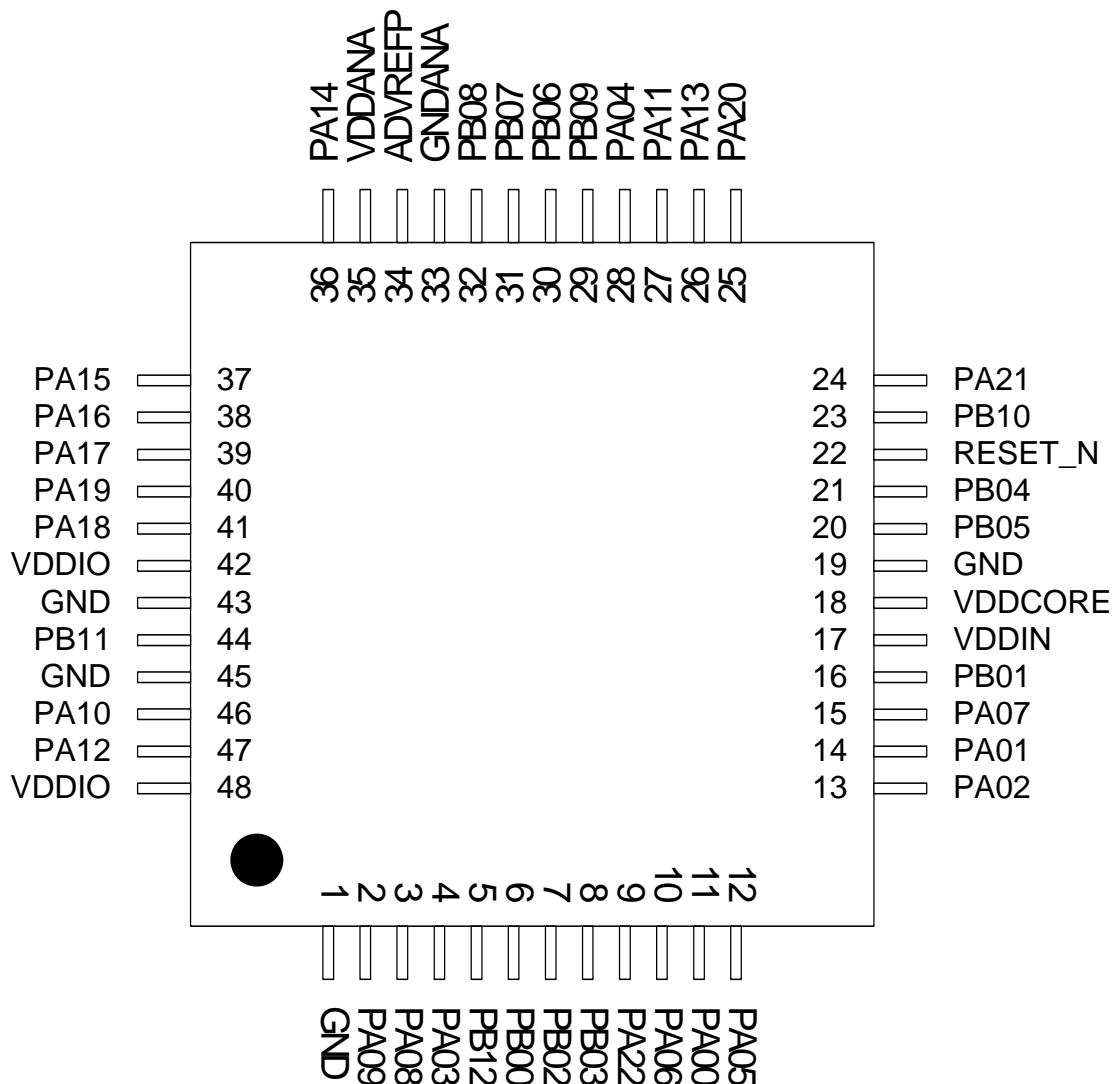 PA14
VDDANA
ADVREFP
GNDANA
PB08
PB07
PB06
PB09
PA04
PA11
PA13
PA20
36
35
34
33
32
31
30
29
28
27
26
25
PA15 37
PA16 38
PA17 39
PA19 40
PA18 41
VDDIO 42
GND 43
PB11 44
GND 45
PA10 46
PA12 47
VDDIO 48
24 PA21
23 PB10
22 RESET_N
21 PB04
20 PB05
19 GND
18 VDDCORE
17 VDDIN
16 PB01
15 PA07
14 PA01
13 PA02
1
2
3
4
5
6
7
8
9
10
11
12
GND
PA09
PA08
PA03
PB12
PB00
PB02
PB03
PA22
PA06
PA00
PA05